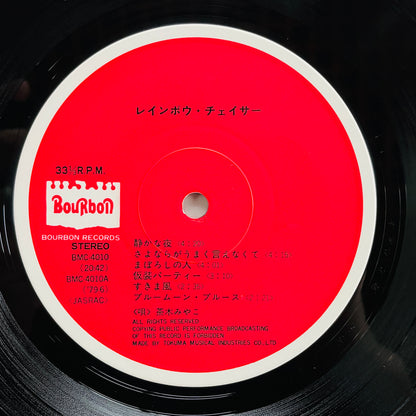 レインボウ・チェイサー
33⅓R.P.M.
Bourbon
BOURBON RECORDS
STEREO
BMC-4010
(2942)
BMC-4010A
('79.6)
(JASRAC)
静かな夜
さよならがうまく言えなくて
まぼろしの人
仮装パーティー
すきま風
ブルームーン・ブルース
〈唄〉茶木みやこ
ALL RIGHTS RESERVED
COPYING PUBLIC PERFORMANCE BROADCASTING
OF THIS RECORD IS FORBIDDEN
MADE BY TOKUMA MUSICAL INDUSTRIES CO.,LTD